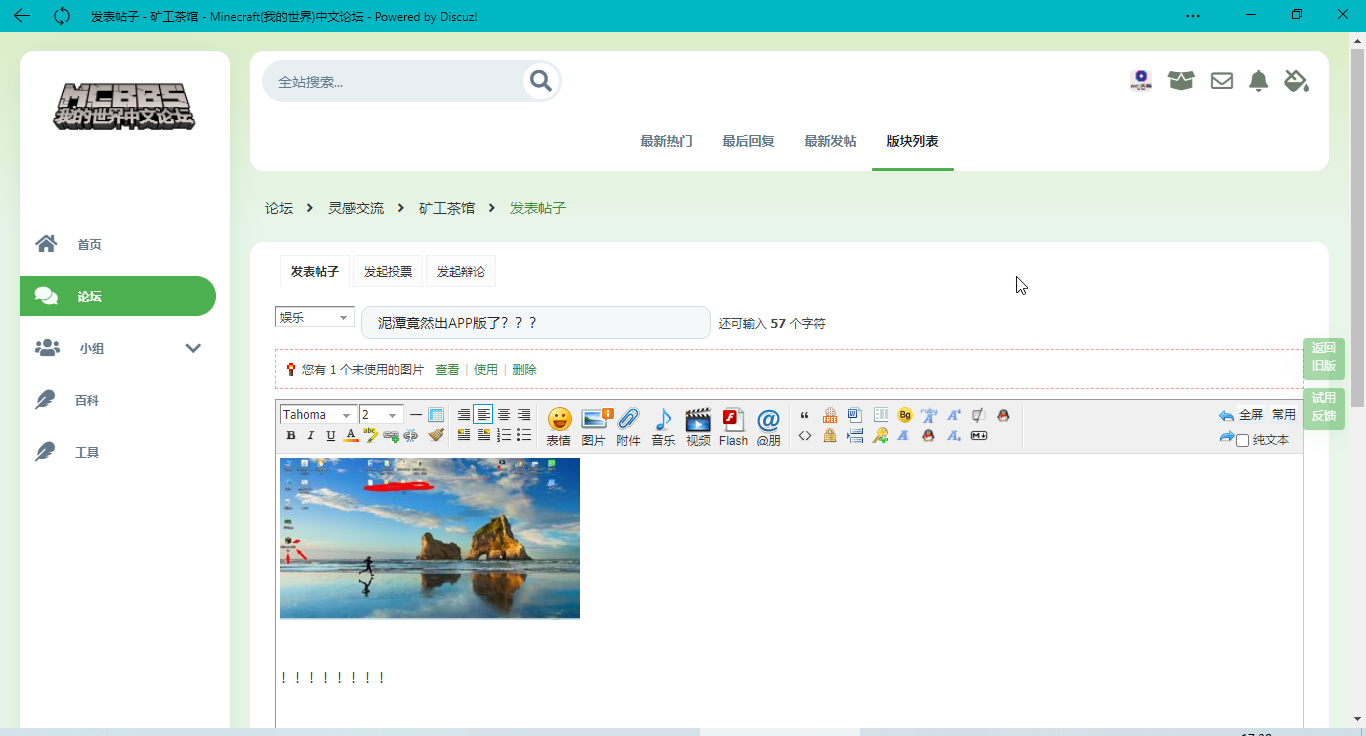 发表帖子 - 矿工茶馆 - Minecraft(我的世界)中文论坛 - Powered by Discuz!
MCBBS
我的世界中文论坛
全站搜索...
最新热门 最后回复 最新发帖 版块列表
论坛 灵感交流 矿工茶馆 发表帖子
首页
论坛
小组
百科
工具
发表帖子 发起投票 发起辩论
娱乐 泥潭竟然出APP版了？？？ 还可输入 57 个字符
返回
旧版
您有 1 个未使用的图片 查看 | 使用 | 删除
试用
反馈
Tahoma 2 全屏 常用
B I U A abc 表情 图片 附件 音乐 视频 Flash @朋 纯文本
！！！！！！！！